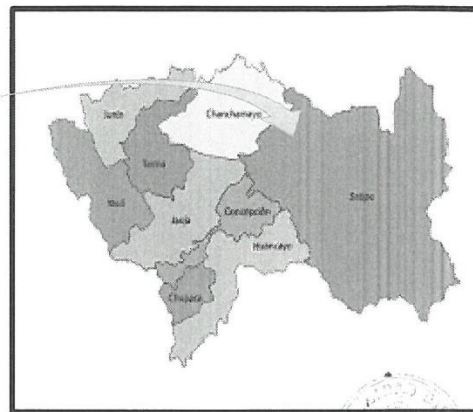 Junín
Chanchamayo
Tarma
Yauli
Satipo
Jauja
Concepción
Huancayo
Chupaca